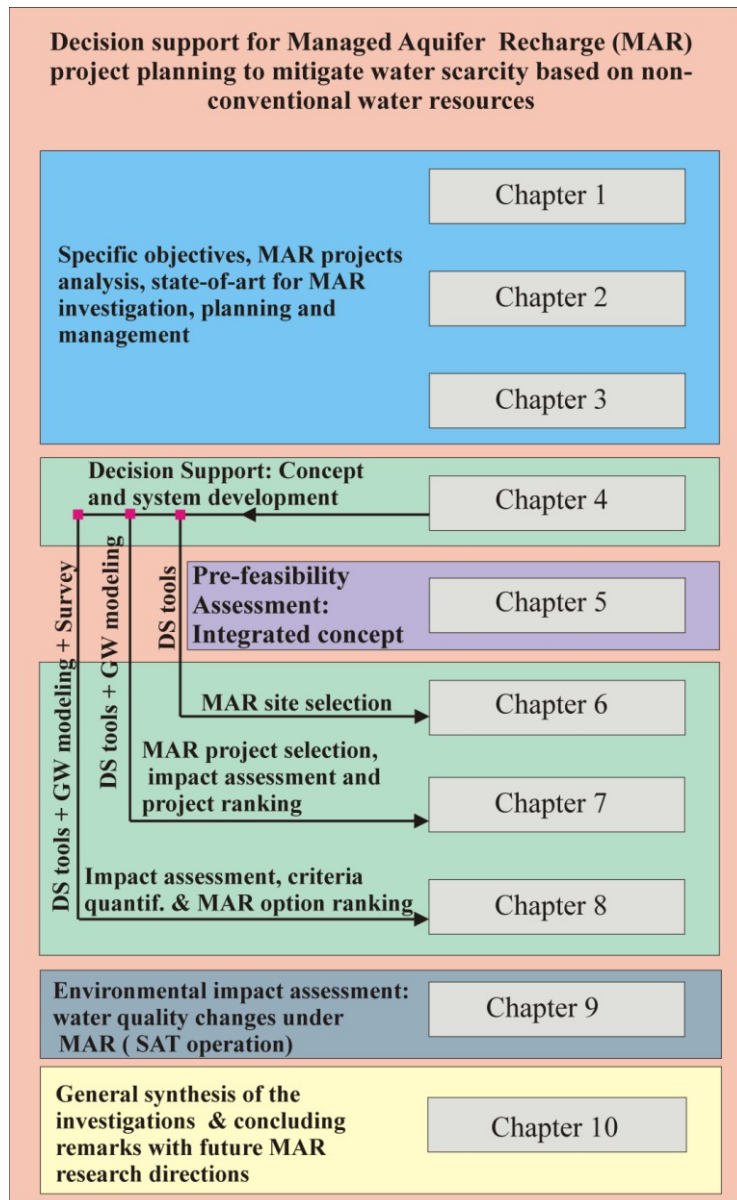 Decision support for Managed Aquifer Recharge (MAR)
project planning to mitigate water scarcity based on non-
conventional water resources
Chapter 1
Specific objectives, MAR projects
analysis, state-of-art for MAR
investigation, planning and
management
Chapter 2
Chapter 3
Decision Support: Concept
and system development
Chapter 4
DS tools + GW modeling + Survey
DS tools + GW modeling
DS tools
Pre-feasibility
Assessment:
Integrated concept
Chapter 5
MAR site selection
Chapter 6
MAR project selection,
impact assessment and
project ranking
Chapter 7
Impact assessment, criteria
quantif. & MAR option ranking
Chapter 8
Environmental impact assessment:
water quality changes under
MAR ( SAT operation)
Chapter 9
General synthesis of the
investigations & concluding
remarks with future MAR
research directions
Chapter 10